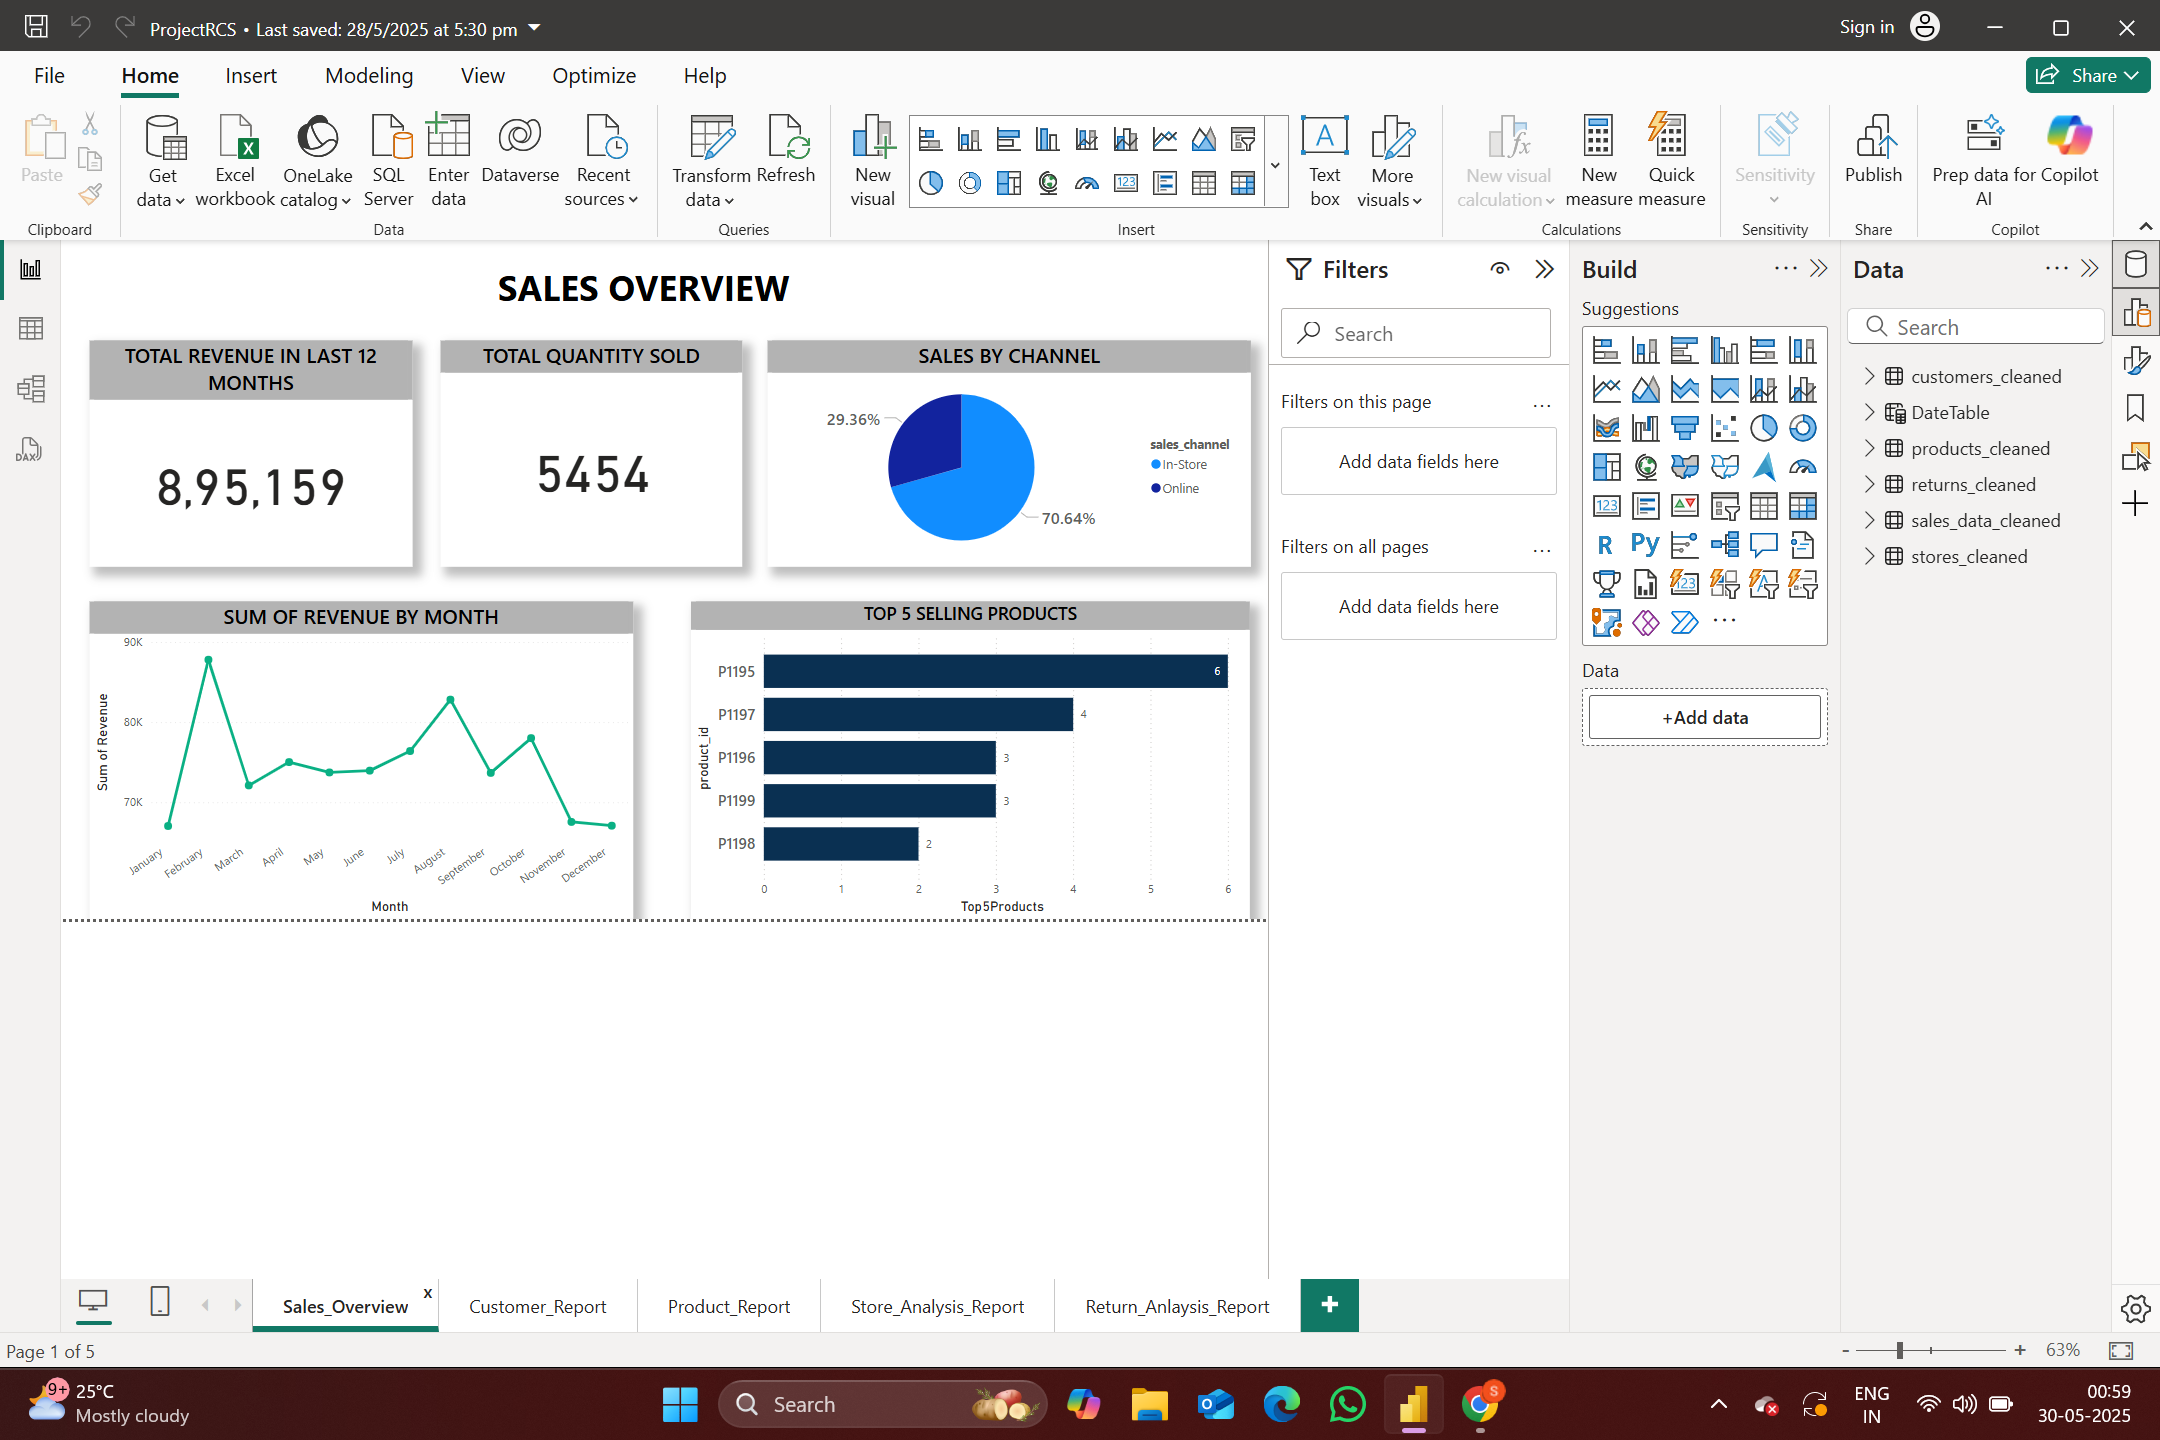 ProjectRCS • Last saved: 28/5/2025 at 5:30 pm
Sign in
File Home Insert Modeling View Optimize Help
Share
Paste
Get data
Excel workbook
OneLake catalog
SQL Server
Enter data
Dataverse
Recent sources
Transform data
Refresh
New visual
Text box
More visuals
New visual calculation
New measure
Quick measure
Sensitivity
Publish
Prep data for AI
Copilot
Clipboard
Data
Queries
Insert
Calculations
Sensitivity
Share
Copilot
SALES OVERVIEW
TOTAL REVENUE IN LAST 12 MONTHS
8,95,159
TOTAL QUANTITY SOLD
5454
SALES BY CHANNEL
29.36%
70.64%
sales_channel
In-Store
Online
SUM OF REVENUE BY MONTH
Sum of Revenue
90K
80K
70K
January
February
March
April
May
June
July
August
September
October
November
December
Month
TOP 5 SELLING PRODUCTS
product_id
P1195 6
P1197 4
P1196 3
P1199 3
P1198 2
0 1 2 3 4 5 6
Top5Products
Filters
Search
Filters on this page ...
Add data fields here
Filters on all pages ...
Add data fields here
Build ...
Suggestions
123
R Py
123
...
Data
+Add data
Data ...
Search
customers_cleaned
DateTable
products_cleaned
returns_cleaned
sales_data_cleaned
stores_cleaned
DAX
Sales_Overview x
Customer_Report
Product_Report
Store_Analysis_Report
Return_Anlaysis_Report
+
Page 1 of 5
- + 63%
9+
25°C
Mostly cloudy
Search
S
ENG
IN
00:59
30-05-2025